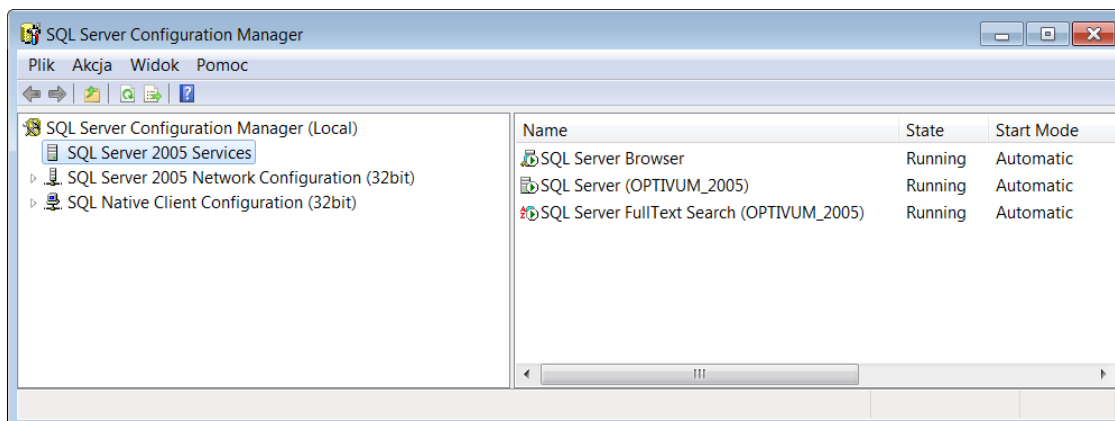 SQL Server Configuration Manager
Plik Akcja Widok Pomoc
SQL Server Configuration Manager (Local)
SQL Server 2005 Services
SQL Server 2005 Network Configuration (32bit)
SQL Native Client Configuration (32bit)
Name State Start Mode
SQL Server Browser Running Automatic
SQL Server (OPTIVUM_2005) Running Automatic
SQL Server FullText Search (OPTIVUM_2005) Running Automatic